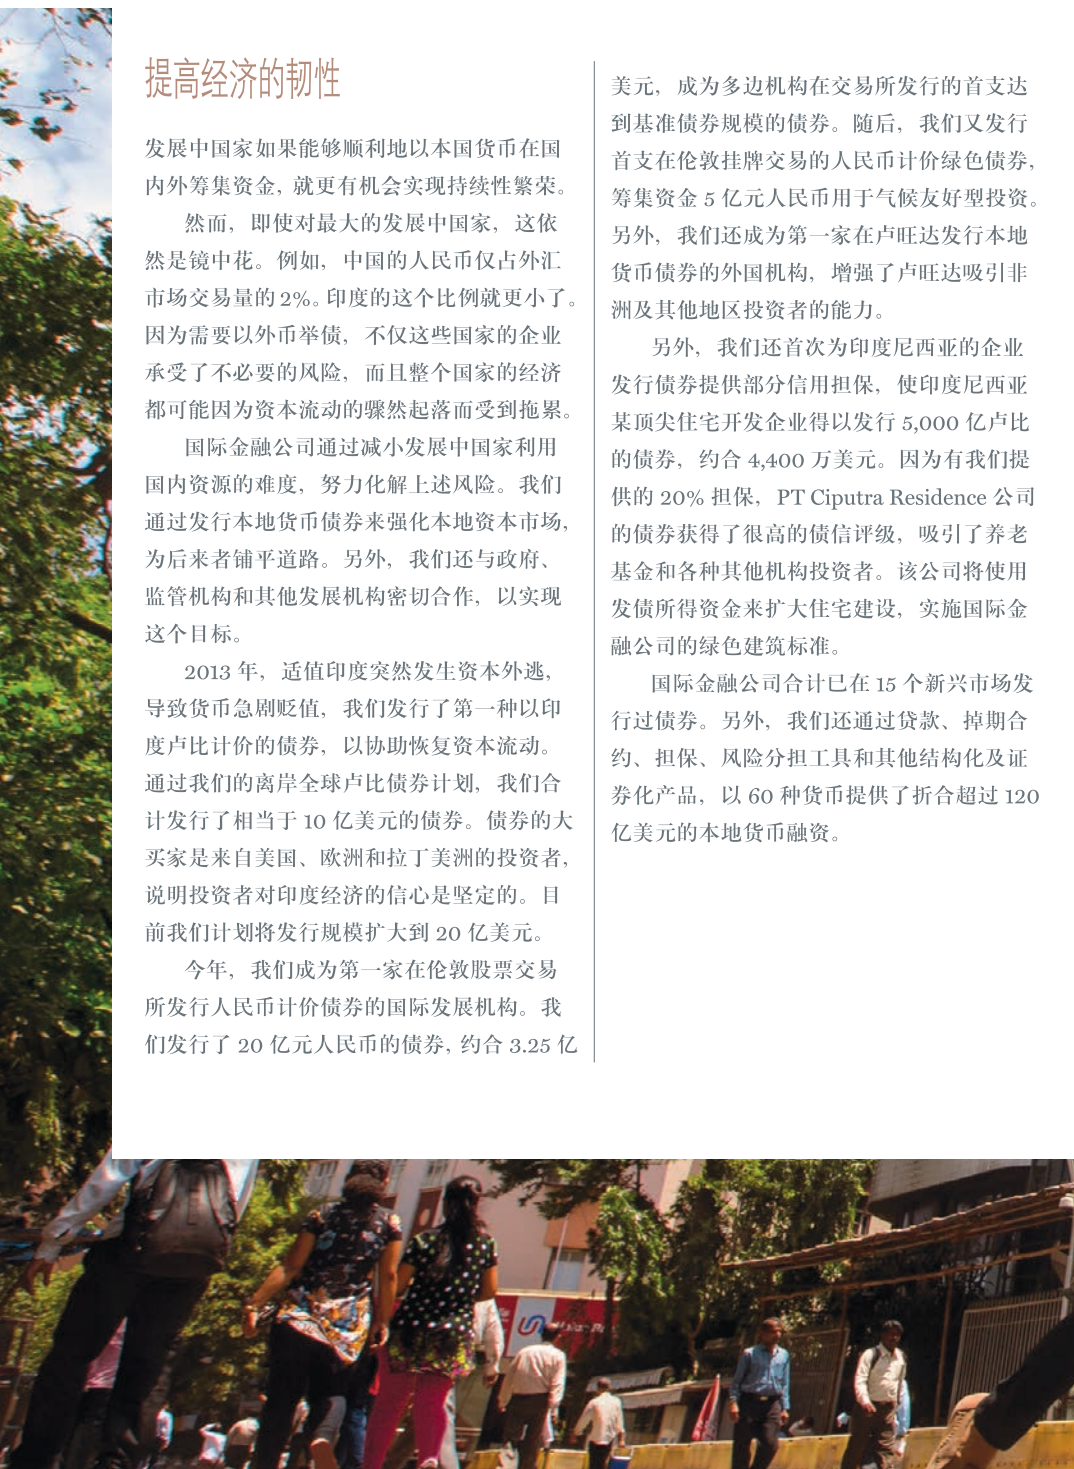 提高经济的韧性
发展中国家如果能够顺利地以本国货币在国
内外筹集资金, 就更有机会实现持续性繁荣。
然而，即使对最大的发展中国家，这依
然是镜中花。例如，中国的人民币仅占外汇
市场交易量的 2%。印度的这个比例就更小了。
因为需要以外币举债，不仅这些国家的企业
承受了不必要的风险，而且整个国家的经济
都可能因为资本流动的骤然起落而受到拖累。
国际金融公司通过减小发展中国家利用
国内资源的难度，努力化解上述风险。我们
通过发行本地货币债券来强化本地资本市场,
为后来者铺平道路。另外，我们还与政府、
监管机构和其他发展机构密切合作，以实现
这个目标。
2013 年，适值印度突然发生资本外逃，
导致货币急剧贬值，我们发行了第一种以印
度卢比计价的债券，以协助恢复资本流动。
通过我们的离岸全球卢比债券计划，我们合
计发行了相当于 10 亿美元的债券。债券的大
买家是来自美国、欧洲和拉丁美洲的投资者,
说明投资者对印度经济的信心是坚定的。目
前我们计划将发行规模扩大到 20 亿美元。
今年，我们成为第一家在伦敦股票交易
所发行人民币计价债券的国际发展机构。我
们发行了 20 亿元人民币的债券, 约合 3.25 亿
美元，成为多边机构在交易所发行的首支达
到基准债券规模的债券。随后，我们又发行
首支在伦敦挂牌交易的人民币计价绿色债券,
筹集资金 5 亿元人民币用于气候友好型投资。
另外，我们还成为第一家在卢旺达发行本地
货币债券的外国机构，增强了卢旺达吸引非
洲及其他地区投资者的能力。
另外，我们还首次为印度尼西亚的企业
发行债券提供部分信用担保，使印度尼西亚
某顶尖住宅开发企业得以发行 5,000 亿卢比
的债券，约合 4,400 万美元。因为有我们提
供的 20% 担保，PT Ciputra Residence 公司
的债券获得了很高的债信评级，吸引了养老
基金和各种其他机构投资者。该公司将使用
发债所得资金来扩大住宅建设，实施国际金
融公司的绿色建筑标准。
国际金融公司合计已在 15 个新兴市场发
行过债券。另外，我们还通过贷款、掉期合
约、担保、风险分担工具和其他结构化及证
券化产品，以 60 种货币提供了折合超过 120
亿美元的本地货币融资。